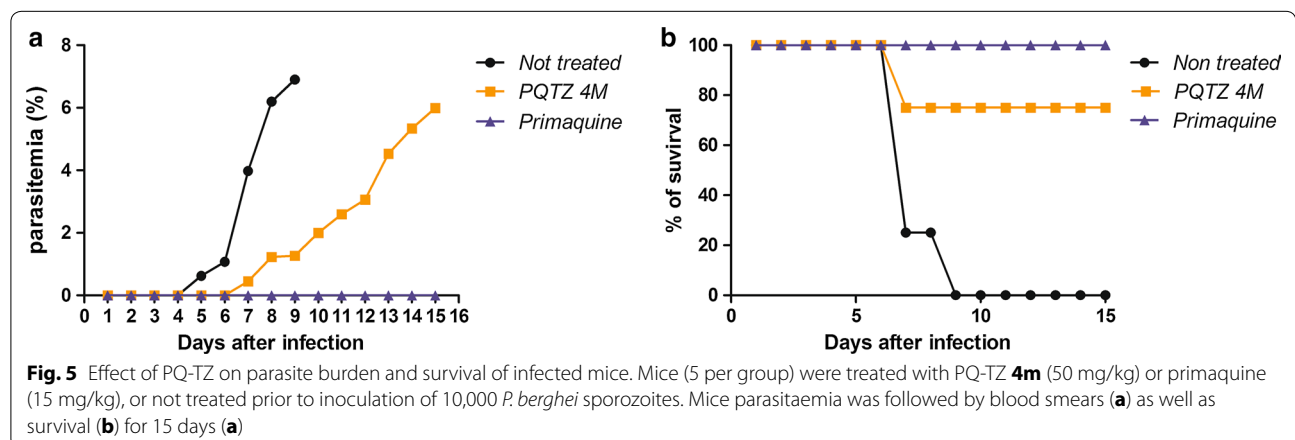 a
8
6
4
2
0
parasitemia (%)
0 1 2 3 4 5 6 7 8 9 10 11 12 13 14 15 16
Days after infection
Not treated
PQTZ 4M
Primaquine
b
100
80
60
40
20
0
% of suvirval
0 5 10 15
Days after infection
Non treated
PQTZ 4M
Primaquine
Fig. 5 Effect of PQ-TZ on parasite burden and survival of infected mice. Mice (5 per group) were treated with PQ-TZ 4m (50 mg/kg) or primaquine
(15 mg/kg), or not treated prior to inoculation of 10,000 P. berghei sporozoites. Mice parasitaemia was followed by blood smears (a) as well as
survival (b) for 15 days (a)